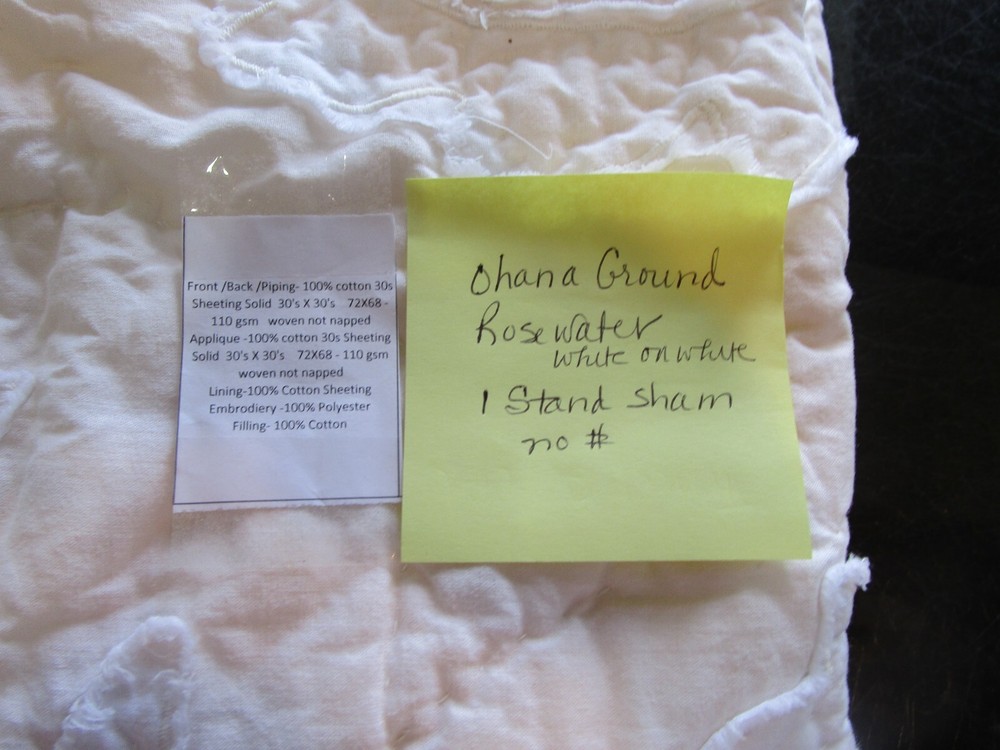 Front /Back /Piping- 100% cotton 30s
Sheeting Solid 30's X 30's 72X68 -
110 gsm woven not napped
Applique -100% cotton 30s Sheeting
Solid 30's X 30's 72X68 - 110 gsm
woven not napped
Lining-100% Cotton Sheeting
Embrodiery -100% Polyester
Filling- 100% Cotton
Ohana Ground
Rosewater
white on white
1 Stand Sham
no #